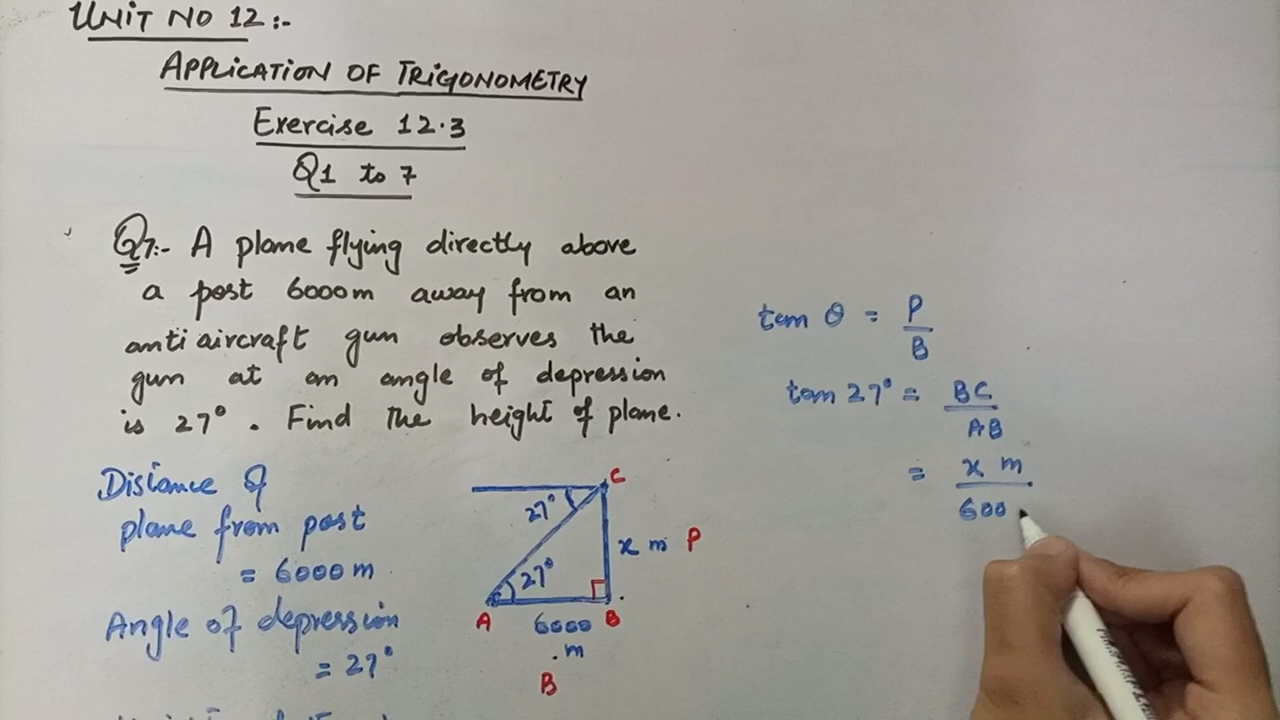 UNIT NO 12:-
APPLICATION OF TRIGONOMETRY
Exercise 12.3
Q1 to 7
Q7:- A plane flying directly above
a post 6000m away from an
anti aircraft gun observes the
gun at an angle of depression
is 27°. Find the height of plane.
Distance of
plane from post
= 6000 m
Angle of depression
= 27°
C
27°
x m P
27°
A 6000 B
m
B
tan θ = P
B
tan 27° = BC
AB
= x m
600